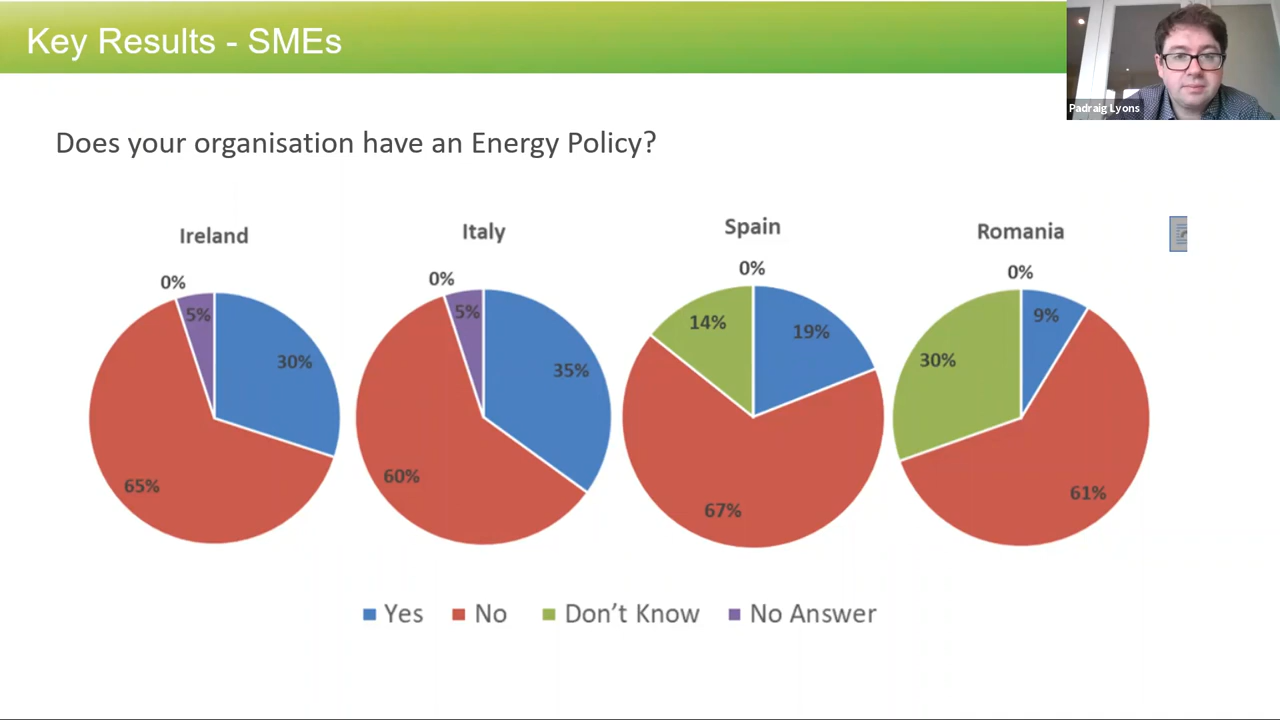 Key Results - SMEs
Padraig Lyons
Does your organisation have an Energy Policy?
Ireland
0%
5%
30%
65%
Italy
0%
5%
35%
60%
Spain
0%
14%
19%
67%
Romania
0%
9%
30%
61%
Yes
No
Don't Know
No Answer